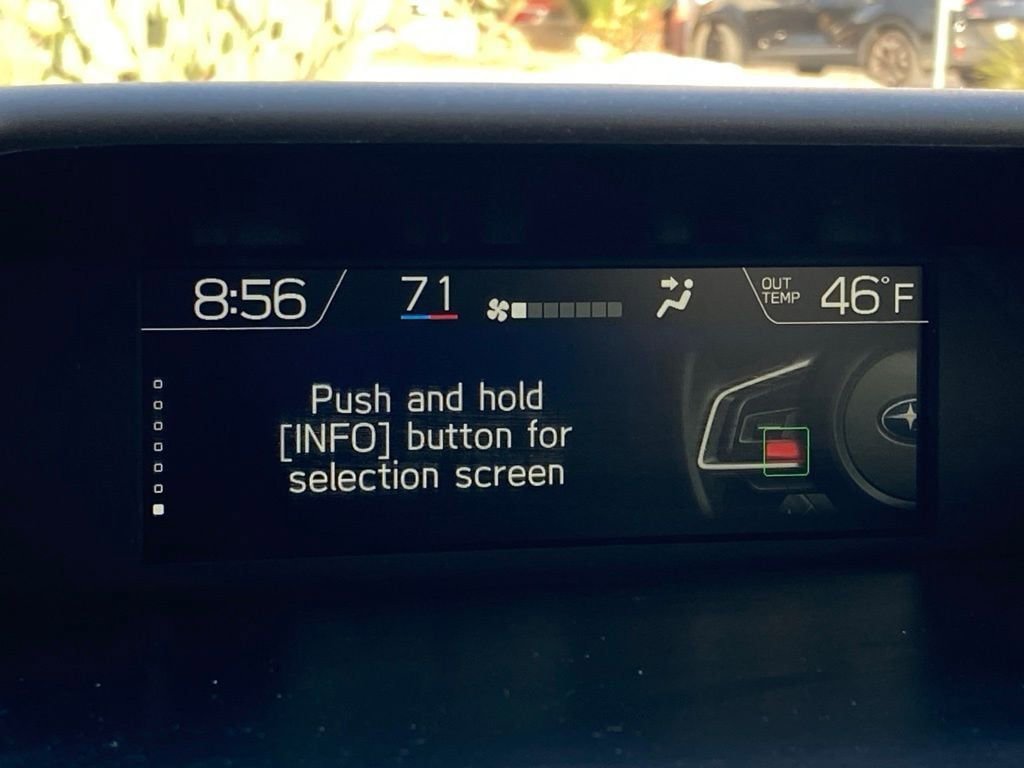 8:56
71
OUT
TEMP
46°F
Push and hold
[INFO] button for
selection screen